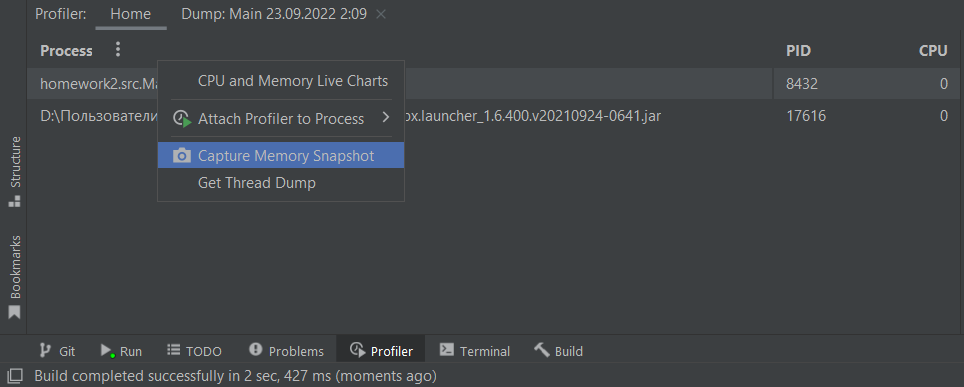 Profiler: Home Dump: Main 23.09.2022 2:09
Process PID CPU
homework2.src.Ma 8432 0
CPU and Memory Live Charts
D:\Пользователи ox.launcher_1.6.400.v20210924-0641.jar 17616 0
Attach Profiler to Process
Capture Memory Snapshot
Get Thread Dump
Structure
Bookmarks
Git Run TODO Problems Profiler Terminal Build
Build completed successfully in 2 sec, 427 ms (moments ago)